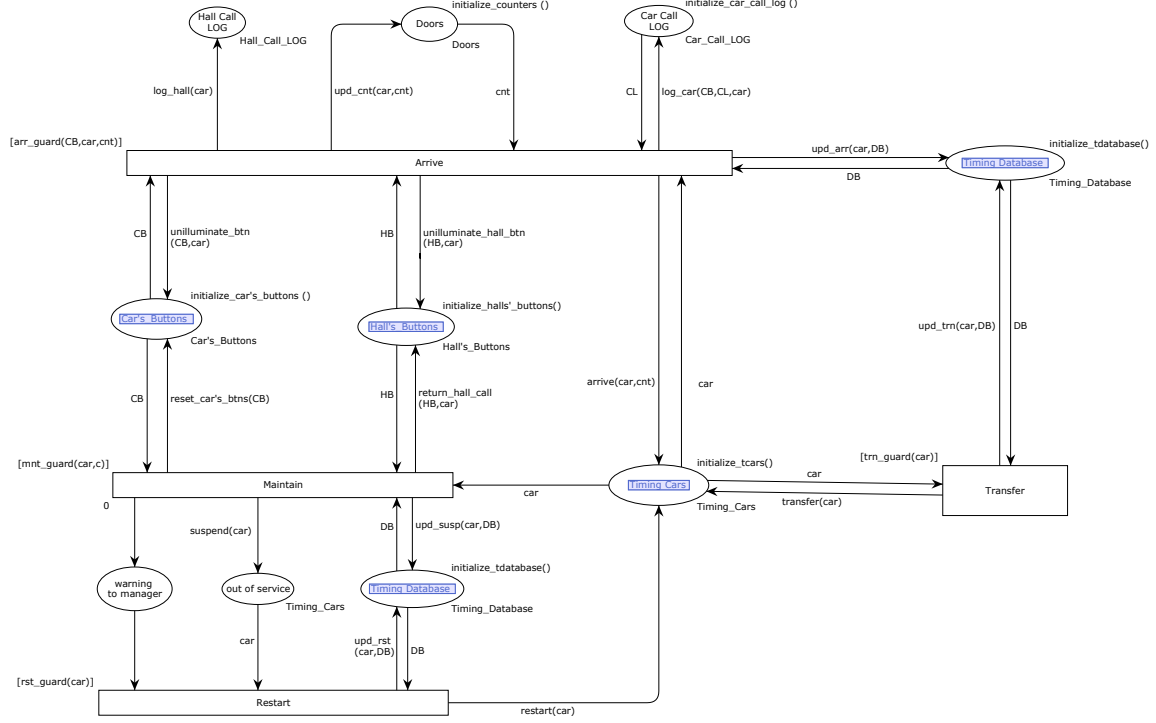 initialize_counters ()
initialize_car_call_log ()
Hall Call
LOG
Hall_Call_LOG
Doors
Doors
Car Call
LOG
Car_Call_LOG
log_hall(car)
upd_cnt(car,cnt)
cnt
CL
log_car(CB,CL,car)
[arr_guard(CB,car,cnt)]
Arrive
upd_arr(car,DB)
DB
initialize_tdatabase()
Timing Database
Timing_Database
CB
unilluminate_btn
(CB,car)
HB
unilluminate_hall_btn
(HB,car)
initialize_car's_buttons ()
Car's_Buttons
Car's_Buttons
initialize_halls'_buttons()
Hall's_Buttons
Hall's_Buttons
upd_trn(car,DB)
DB
CB
reset_car's_btns(CB)
HB
return_hall_call
(HB,car)
arrive(car,cnt)
car
[mnt_guard(car,c)]
Maintain
0
car
initialize_tcars()
Timing Cars
Timing_Cars
car
transfer(car)
[trn_guard(car)]
Transfer
suspend(car)
DB
upd_susp(car,DB)
warning
to manager
out of service
Timing_Cars
initialize_tdatabase()
Timing Database
Timing_Database
car
upd_rst
(car,DB)
DB
[rst_guard(car)]
Restart
restart(car)